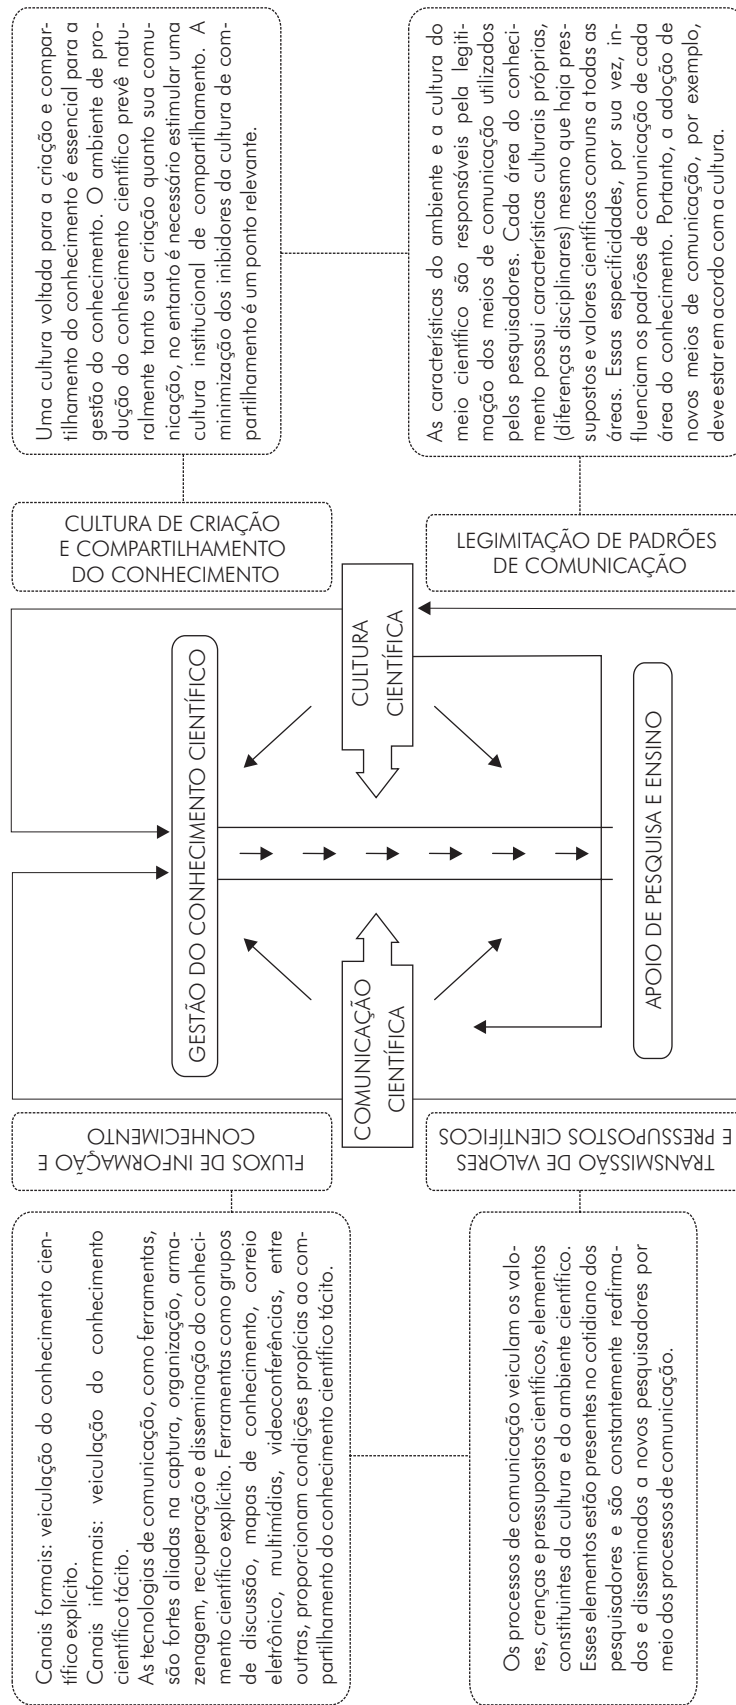 Canais formais: veiculação do conhecimento cien-
tífico explícito.
Canais informais: veiculação do conhecimento
científico tácito.
As tecnologias de comunicação, como ferramentas,
são fortes aliadas na captura, organização, arma-
zenagem, recuperação e disseminação do conheci-
mento científico explícito. Ferramentas como grupos
de discussão, mapas de conhecimento, correio
eletrônico, multimídias, videoconferências, entre
outras, proporcionam condições propícias ao com-
partilhamento do conhecimento científico tácito.
FLUXOS DE INFORMAÇÃO E
CONHECIMENTO
GESTÃO DO CONHECIMENTO CIENTÍFICO
CULTURA DE CRIAÇÃO
E COMPARTILHAMENTO
DO CONHECIMENTO
Uma cultura voltada para a criação e compar-
tilhamento do conhecimento é essencial para a
gestão do conhecimento. O ambiente de pro-
dução do conhecimento científico prevê natu-
ralmente tanto sua criação quanto sua comu-
nicação, no entanto é necessário estimular uma
cultura institucional de compartilhamento. A
minimização dos inibidores da cultura de com-
partilhamento é um ponto relevante.
COMUNICAÇÃO
CIENTÍFICA
CULTURA
CIENTÍFICA
Os processos de comunicação veiculam os valo-
res, crenças e pressupostos científicos, elementos
constituintes da cultura e do ambiente científico.
Esses elementos estão presentes no cotidiano dos
pesquisadores e são constantemente reafirma-
dos e disseminados a novos pesquisadores por
meio dos processos de comunicação.
TRANSMISSÃO DE VALORES
E PRESSUPOSTOS CIENTÍFICOS
APOIO DE PESQUISA E ENSINO
LEGIMITAÇÃO DE PADRÕES
DE COMUNICAÇÃO
As características do ambiente e a cultura do
meio científico são responsáveis pela legiti-
mação dos meios de comunicação utilizados
pelos pesquisadores. Cada área do conheci-
mento possui características culturais próprias,
(diferenças disciplinares) mesmo que haja pres-
supostos e valores científicos comuns a todas as
áreas. Essas especificidades, por sua vez, in-
fluenciam os padrões de comunicação de cada
área do conhecimento. Portanto, a adoção de
novos meios de comunicação, por exemplo,
deve estar em acordo com a cultura.